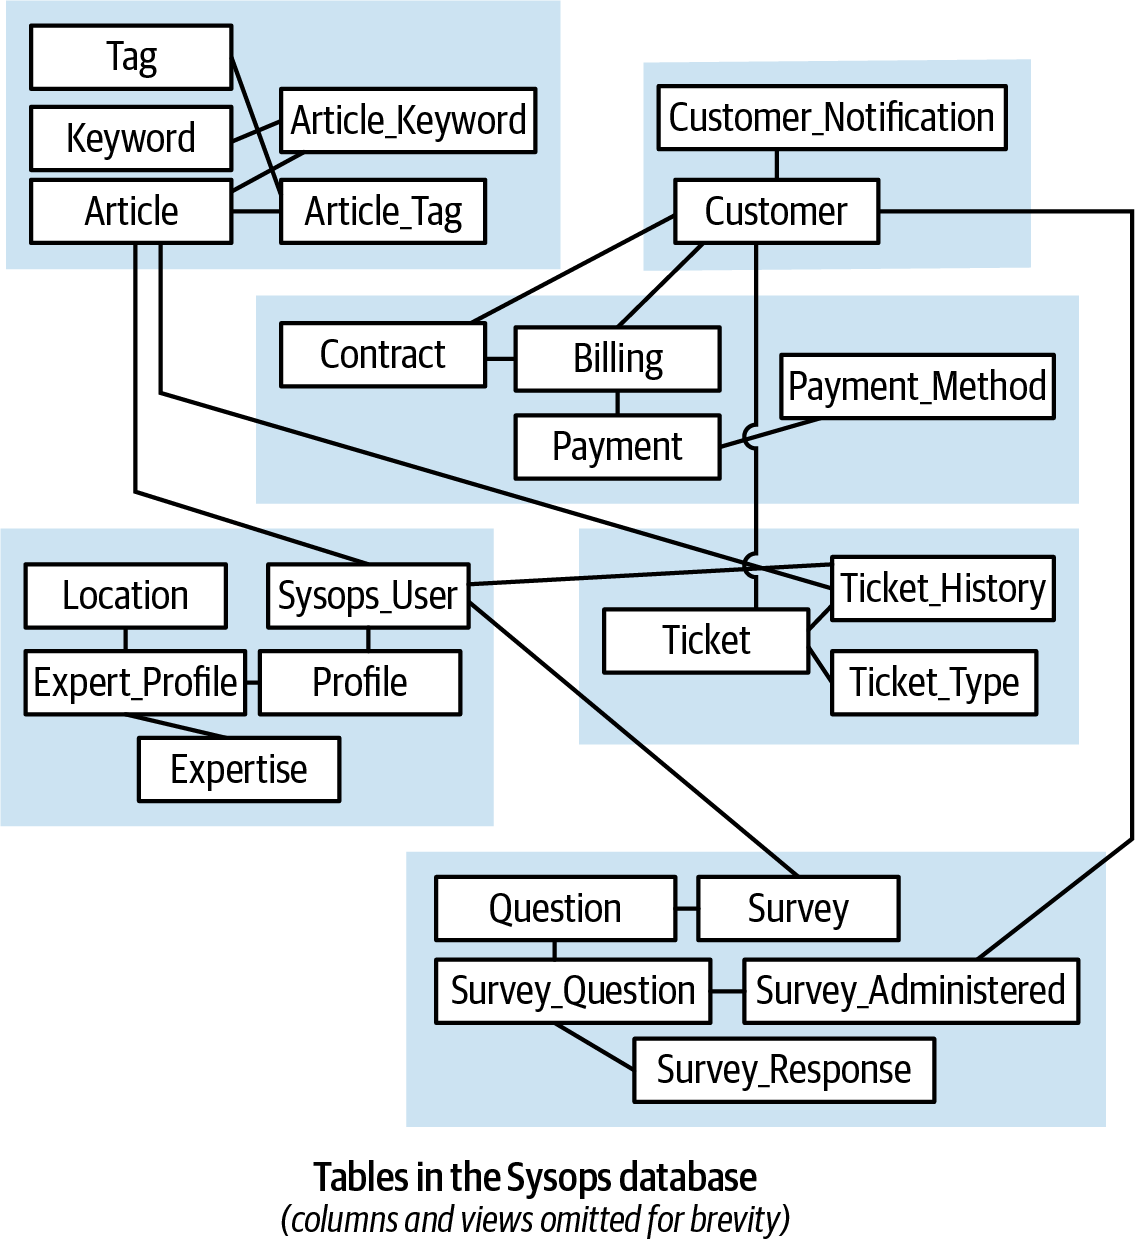 Tag
Keyword
Article
Article_Keyword
Article_Tag
Customer_Notification
Customer
Contract
Billing
Payment
Payment_Method
Location
Sysops_User
Expert_Profile
Profile
Expertise
Ticket
Ticket_History
Ticket_Type
Question
Survey
Survey_Question
Survey_Administered
Survey_Response
Tables in the Sysops database
(columns and views omitted for brevity)